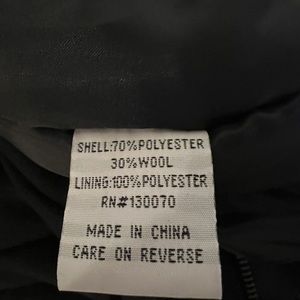 SHELL:70%POLYESTER
30%WOOL
LINING:100%POLYESTER
RN#130070
MADE IN CHINA
CARE ON REVERSE